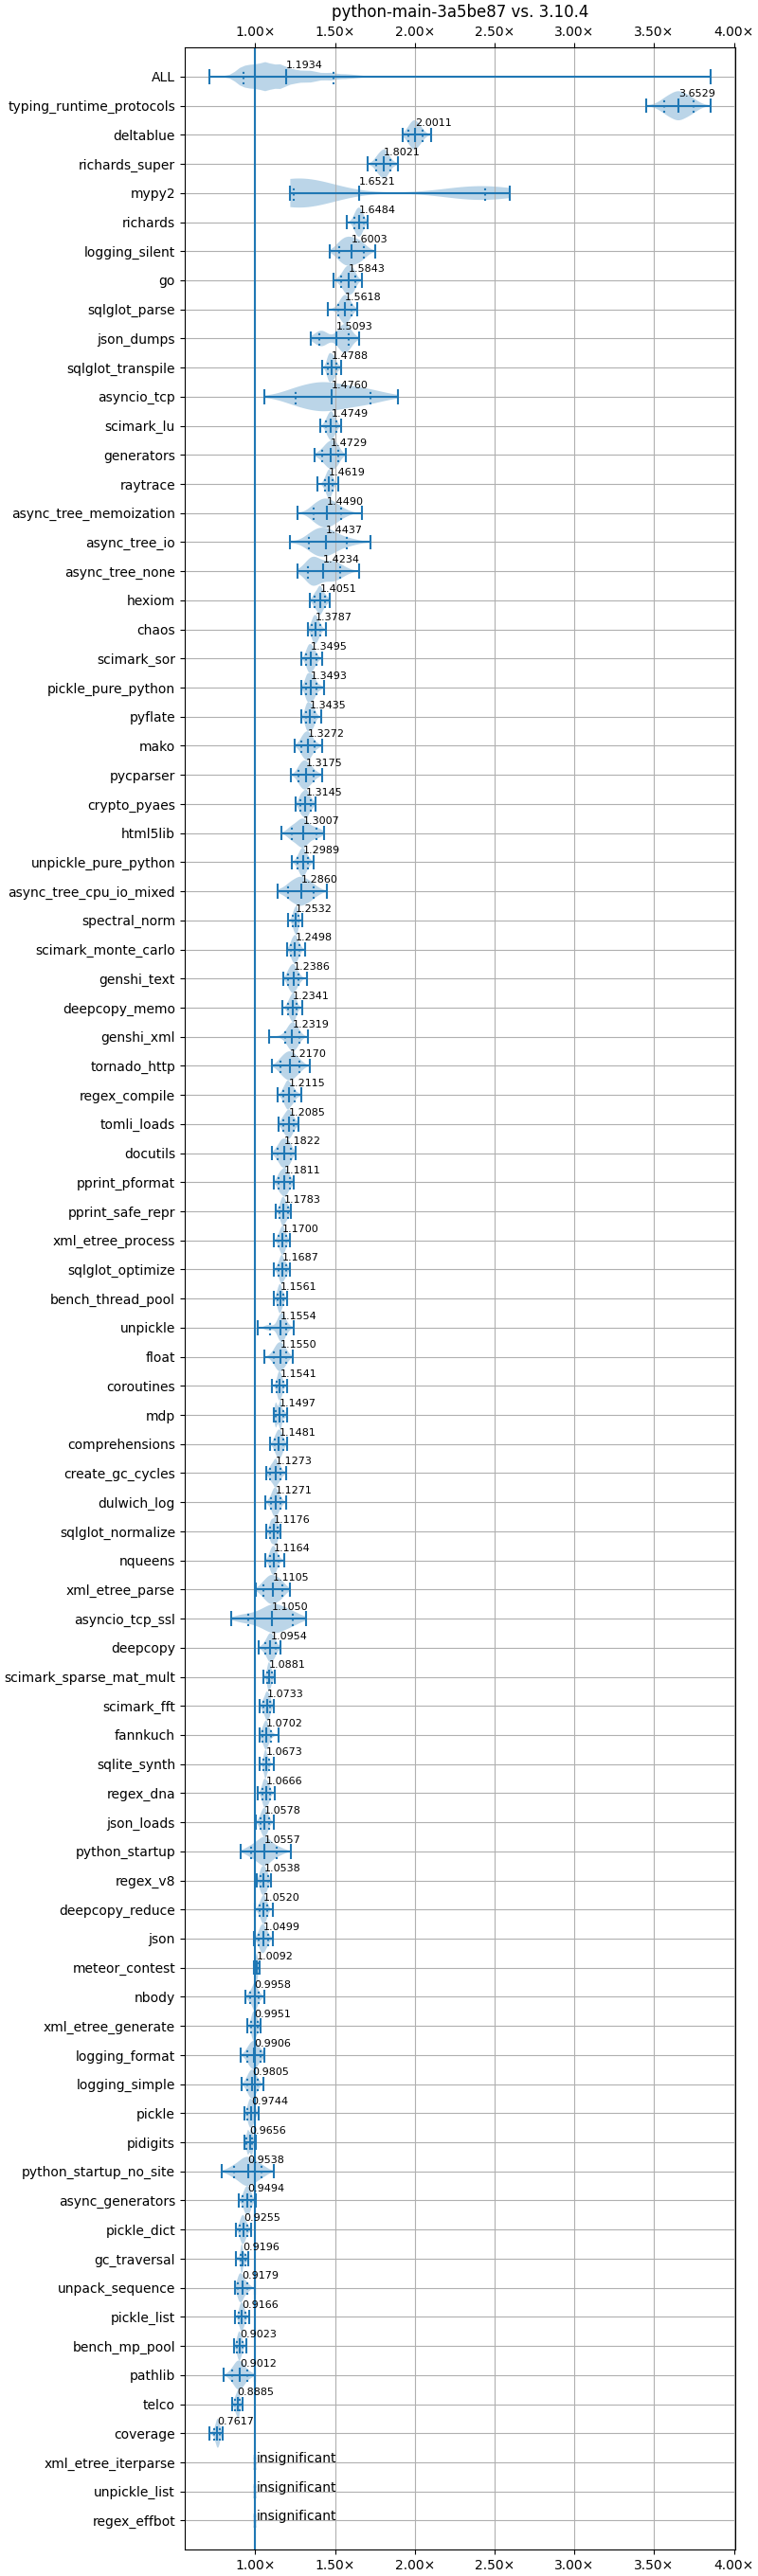 python-main-3a5be87 vs. 3.10.4
1.00× 1.50× 2.00× 2.50× 3.00× 3.50× 4.00×
ALL 1.1934
typing_runtime_protocols 3.6529
deltablue 2.0011
richards_super 1.8021
mypy2 1.6521
richards 1.6484
logging_silent 1.6003
go 1.5843
sqlglot_parse 1.5618
json_dumps 1.5093
sqlglot_transpile 1.4788
asyncio_tcp 1.4760
scimark_lu 1.4749
generators 1.4729
raytrace 1.4619
async_tree_memoization 1.4490
async_tree_io 1.4437
async_tree_none 1.4234
hexiom 1.4051
chaos 1.3787
scimark_sor 1.3495
pickle_pure_python 1.3493
pyflate 1.3435
mako 1.3272
pycparser 1.3175
crypto_pyaes 1.3145
html5lib 1.3007
unpickle_pure_python 1.2989
async_tree_cpu_io_mixed 1.2860
spectral_norm 1.2532
scimark_monte_carlo 1.2498
genshi_text 1.2386
deepcopy_memo 1.2341
genshi_xml 1.2319
tornado_http 1.2170
regex_compile 1.2115
tomli_loads 1.2085
docutils 1.1822
pprint_pformat 1.1811
pprint_safe_repr 1.1783
xml_etree_process 1.1700
sqlglot_optimize 1.1687
bench_thread_pool 1.1561
unpickle 1.1554
float 1.1550
coroutines 1.1541
mdp 1.1497
comprehensions 1.1481
create_gc_cycles 1.1273
dulwich_log 1.1271
sqlglot_normalize 1.1176
nqueens 1.1164
xml_etree_parse 1.1105
asyncio_tcp_ssl 1.1050
deepcopy 1.0954
scimark_sparse_mat_mult 1.0881
scimark_fft 1.0733
fannkuch 1.0702
sqlite_synth 1.0673
regex_dna 1.0666
json_loads 1.0578
python_startup 1.0557
regex_v8 1.0538
deepcopy_reduce 1.0520
json 1.0499
meteor_contest 1.0092
nbody 0.9958
xml_etree_generate 0.9951
logging_format 0.9906
logging_simple 0.9805
pickle 0.9744
pidigits 0.9656
python_startup_no_site 0.9538
async_generators 0.9494
pickle_dict 0.9255
gc_traversal 0.9196
unpack_sequence 0.9179
pickle_list 0.9166
bench_mp_pool 0.9023
pathlib 0.9012
telco 0.8885
coverage 0.7617
xml_etree_iterparse insignificant
unpickle_list insignificant
regex_effbot insignificant
1.00× 1.50× 2.00× 2.50× 3.00× 3.50× 4.00×